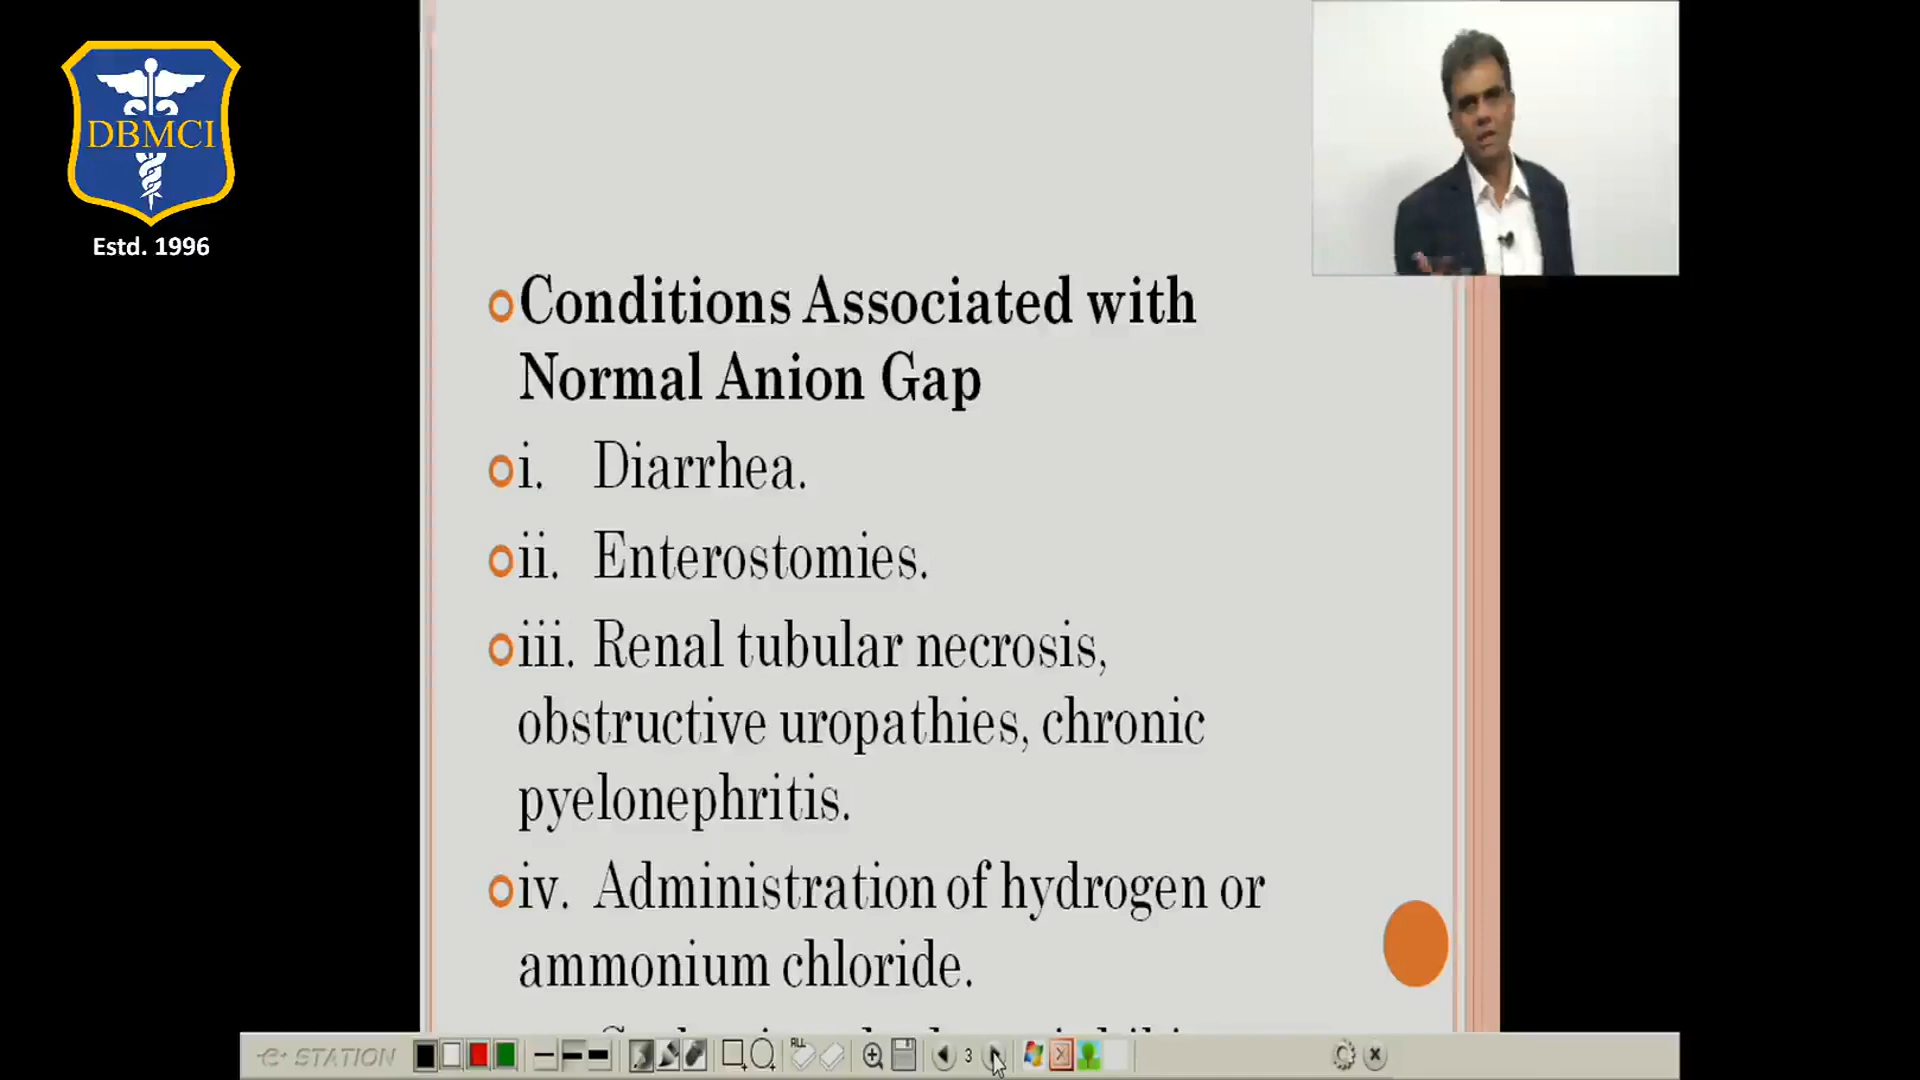 DBMCI
Estd. 1996
Conditions Associated with
Normal Anion Gap
i. Diarrhea.
ii. Enterostomies.
iii. Renal tubular necrosis,
obstructive uropathies, chronic
pyelonephritis.
iv. Administration of hydrogen or
ammonium chloride.
e STATION
ALL
3